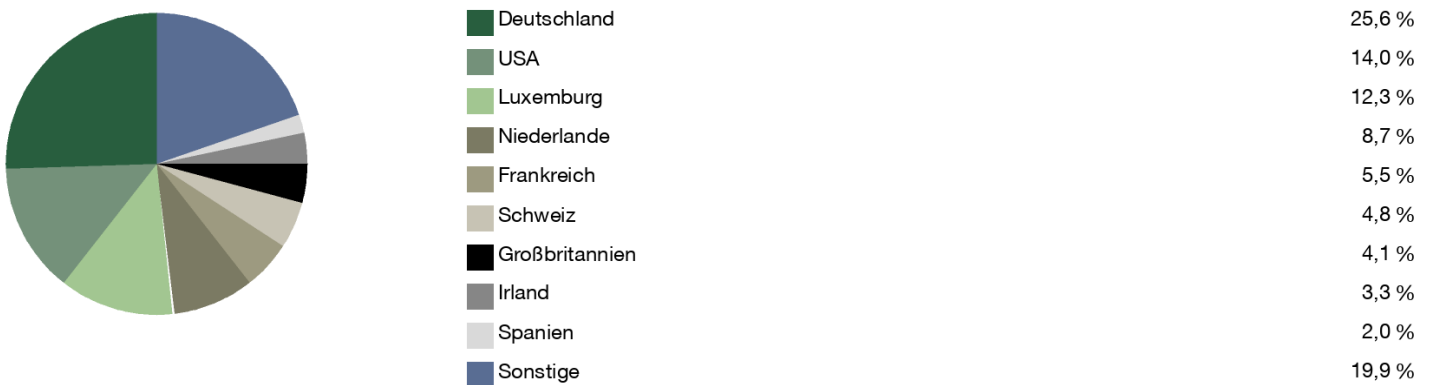 Deutschland 25,6 %
USA 14,0 %
Luxemburg 12,3 %
Niederlande 8,7 %
Frankreich 5,5 %
Schweiz 4,8 %
Großbritannien 4,1 %
Irland 3,3 %
Spanien 2,0 %
Sonstige 19,9 %